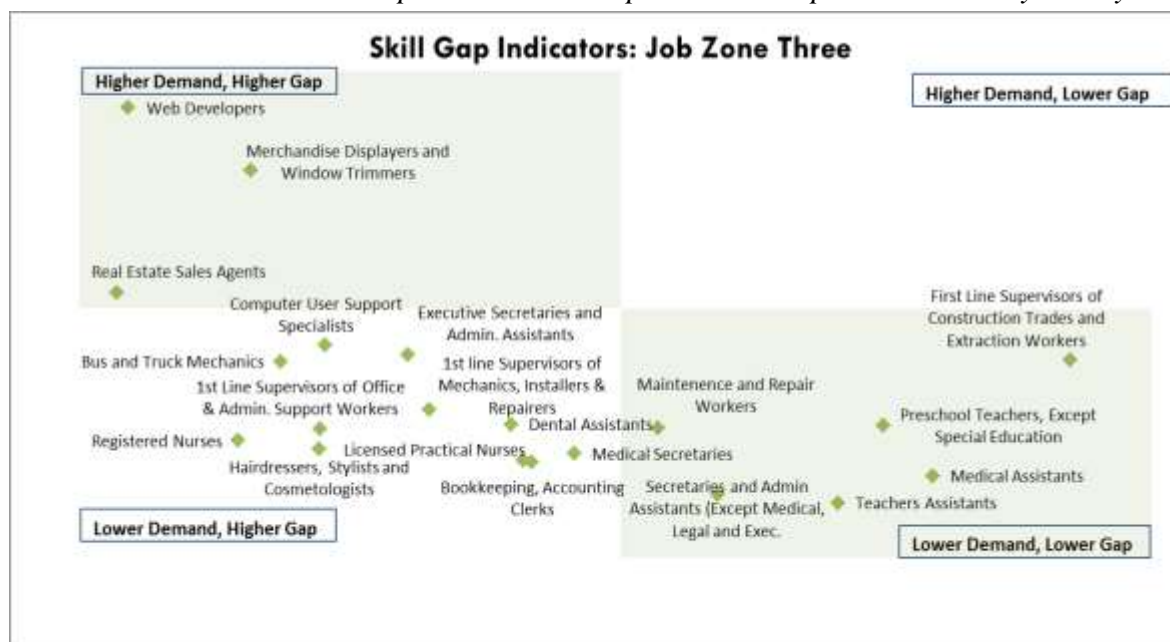 Skill Gap Indicators: Job Zone Three
Higher Demand, Higher Gap
Higher Demand, Lower Gap
Web Developers
Merchandise Displayers and
Window Trimmers
Real Estate Sales Agents
Computer User Support
Specialists
Executive Secretaries and
Admin. Assistants
First Line Supervisors of
Construction Trades and
Extraction Workers
Bus and Truck Mechanics
1st line Supervisors of
Mechanics, Installers &
Repairers
1st Line Supervisors of Office
& Admin. Support Workers
Maintenence and Repair
Workers
Dental Assistants
Preschool Teachers, Except
Special Education
Registered Nurses
Licensed Practical Nurses
Medical Secretaries
Hairdressers, Stylists and
Cosmetologists
Bookkeeping, Accounting
Clerks
Secretaries and Admin
Assistants (Except Medical,
Legal and Exec.
Medical Assistants
Teachers Assistants
Lower Demand, Higher Gap
Lower Demand, Lower Gap